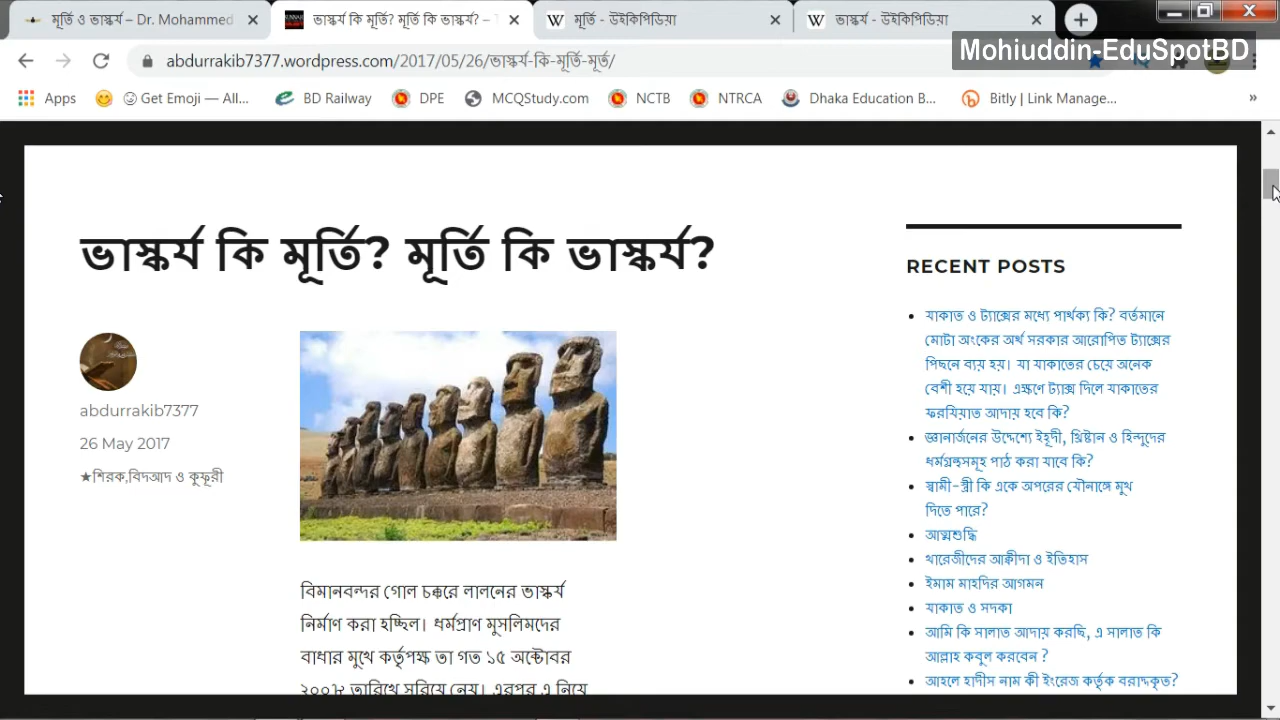 মূর্তি ও ভাস্কর্য – Dr. Mohammed
ভাস্কর্য কি মূর্তি? মূর্তি কি ভাস্কর্য? –
মূর্তি - উইকিপিডিয়া
ভাস্কর্য - উইকিপিডিয়া
Mohiuddin-EduSpotBD
abdurrakib7377.wordpress.com/2017/05/26/ভাস্কর্য-কি-মূর্তি-মূর্ত/
Apps
Get Emoji — All...
BD Railway
DPE
MCQStudy.com
NCTB
NTRCA
Dhaka Education B...
Bitly | Link Manage...
ভাস্কর্য কি মূর্তি? মূর্তি কি ভাস্কর্য?
abdurrakib7377
26 May 2017
★শিরক,বিদআদ ও কুফূরী
বিমানবন্দর গোল চক্করে লালনের ভাস্কর্য
নির্মাণ করা হচ্ছিল। ধর্মপ্রাণ মুসলিমদের
বাধার মুখে কর্তৃপক্ষ তা গত ১৫ অক্টোবর
২০০৮ তারিখে সরিয়ে নেয়। এরপর এ নিয়ে
RECENT POSTS
যাকাত ও ট্যাক্সের মধ্যে পার্থক্য কি? বর্তমানে
মোটা অংকের অর্থ সরকার আরোপিত ট্যাক্সের
পিছনে ব্যয় হয়। যা যাকাতের চেয়ে অনেক
বেশী হয়ে যায়। এক্ষণে ট্যাক্স দিলে যাকাতের
ফরযিয়াত আদায় হবে কি?
জ্ঞানার্জনের উদ্দেশ্যে ইহূদী, খ্রিষ্টান ও হিন্দুদের
ধর্মগ্রন্থসমূহ পাঠ করা যাবে কি?
স্বামী-স্ত্রী কি একে অপরের যৌনাঙ্গে মুখ
দিতে পারে?
আত্মশুদ্ধি
খারেজীদের আক্বীদা ও ইতিহাস
ইমাম মাহদির আগমন
যাকাত ও সদকা
আমি কি সালাত আদায় করছি, এ সালাত কি
আল্লাহ কবুল করবেন ?
আহলে হাদীস নাম কী ইংরেজ কর্তৃক বরাদ্দকৃত?